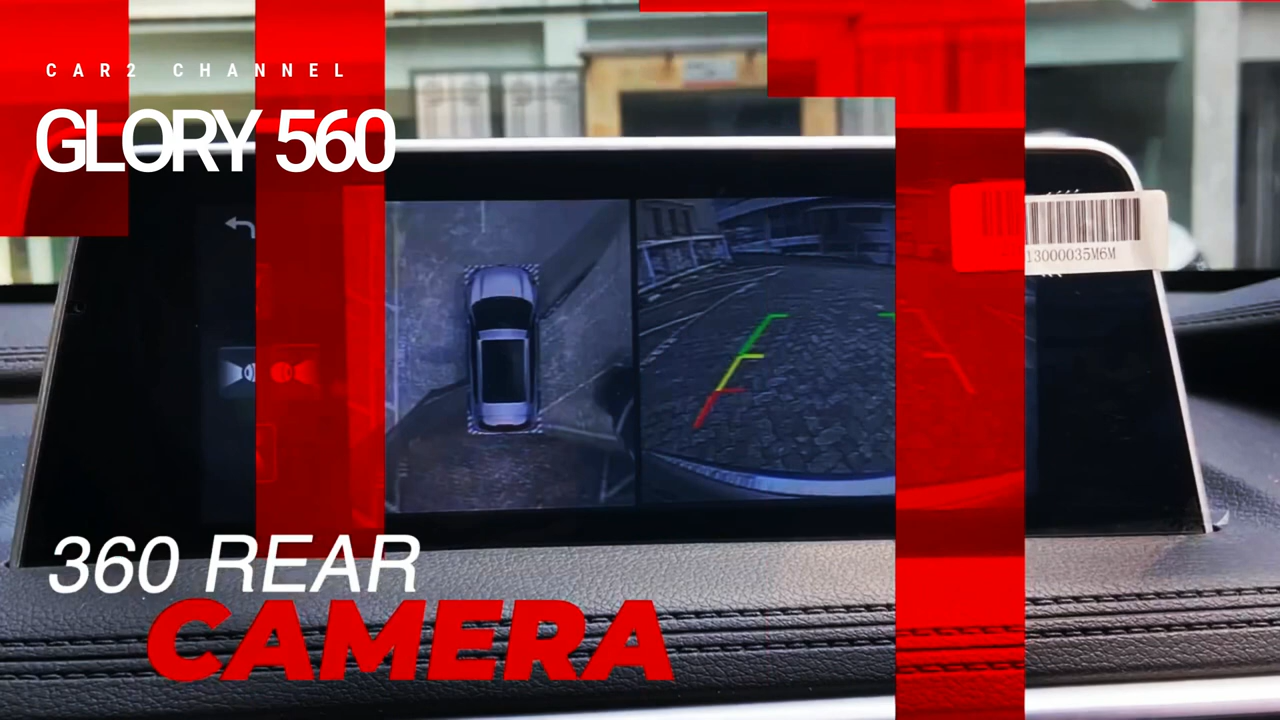 CAR2 CHANNEL
GLORY 560
13000035M6M
360 REAR
CAMERA